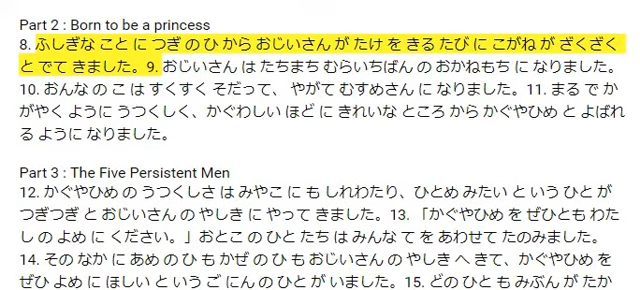 Part 2 : Born to be a princess
8. ふしぎな こと に つぎ の ひ から おじいさん が たけ を きる たび に こがね が ざくざく
と でて きました。9. おじいさん は たちまち むらいちばん の おかねもち に なりました。
10. おんな の こ は すくすく そだって、 やがて むすめさん に なりました。11. まる で か
がやく ように うつくしく、かぐわしい ほど に きれいな ところ から かぐやひめ と よばれ
る ように なりました。
Part 3 : The Five Persistent Men
12. かぐやひめ の うつくしさ は みやこ に も しれわたり、ひとめ みたい と いう ひと が
つぎつぎ と おじいさん の やしき に やって きました。13. 「かぐやひめ を ぜひとも わた
し の よめ に ください。」おとこ の ひと たち は みんな て を あわせて たのみました。
14. その なか に あめ の ひ も かぜ の ひ も おじいさん の やしき へ きて、かぐやひめ を
ぜひ よめ に ほしい と いう ご にん の ひと が いました。15. どの ひと も みぶん が たか